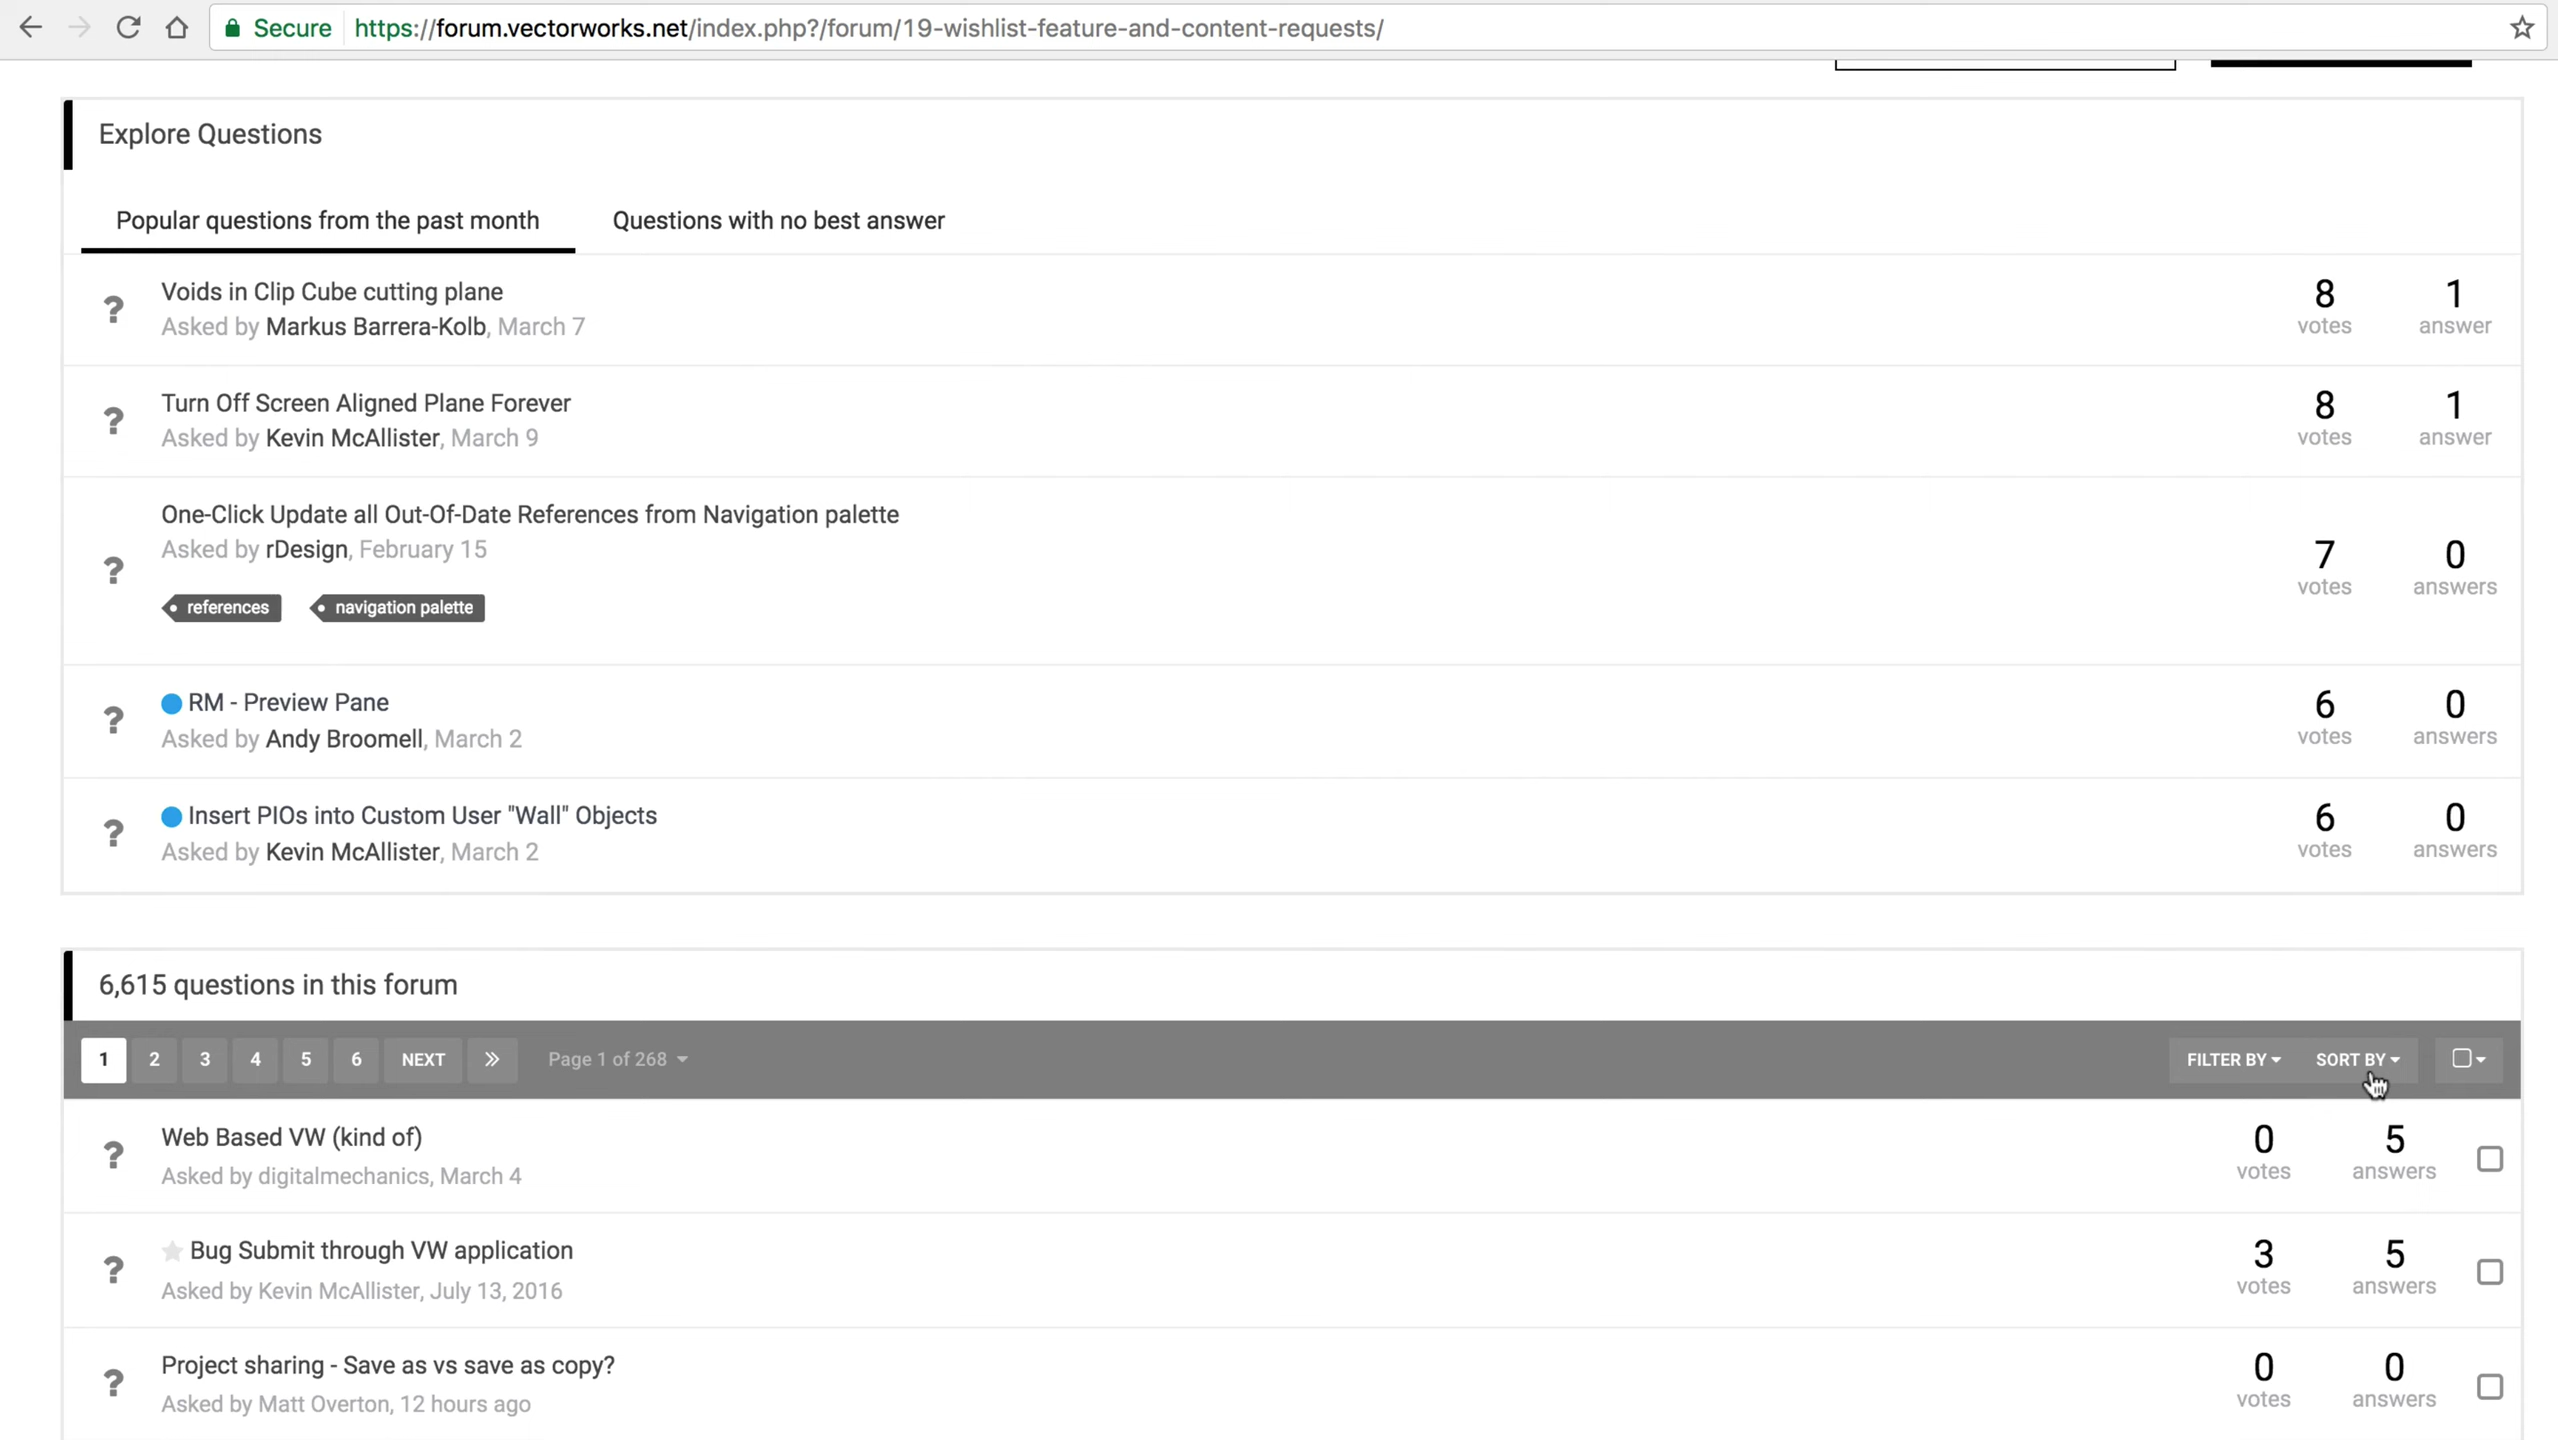 Secure
https://forum.vectorworks.net/index.php?/forum/19-wishlist-feature-and-content-requests/
Explore Questions
Popular questions from the past month Questions with no best answer
? Voids in Clip Cube cutting plane 8 1
Asked by Markus Barrera-Kolb, March 7 votes answer
? Turn Off Screen Aligned Plane Forever 8 1
Asked by Kevin McAllister, March 9 votes answer
? One-Click Update all Out-Of-Date References from Navigation palette 7 0
Asked by rDesign, February 15 votes answers
references navigation palette
? RM - Preview Pane 6 0
Asked by Andy Broomell, March 2 votes answers
? Insert PIOs into Custom User "Wall" Objects 6 0
Asked by Kevin McAllister, March 2 votes answers
6,615 questions in this forum
1 2 3 4 5 6 NEXT Page 1 of 268 FILTER BY SORT BY
? Web Based VW (kind of) 0 5
Asked by digitalmechanics, March 4 votes answers
? Bug Submit through VW application 3 5
Asked by Kevin McAllister, July 13, 2016 votes answers
? Project sharing - Save as vs save as copy? 0 0
Asked by Matt Overton, 12 hours ago votes answers